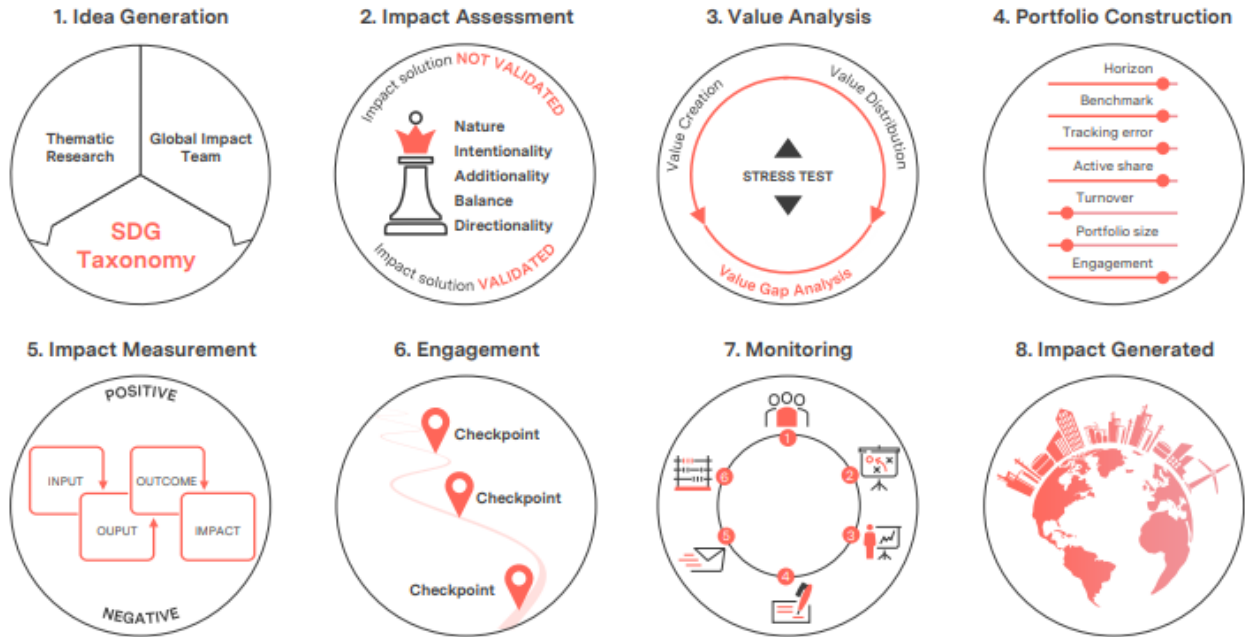 1. Idea Generation
Thematic
Research
Global Impact
Team
SDG
Taxonomy
2. Impact Assessment
Impact solution NOT VALIDATED
Nature
Intentionality
Additionality
Balance
Directionality
Impact solution VALIDATED
3. Value Analysis
Value Creation
Value Distribution
STRESS TEST
Value Gap Analysis
4. Portfolio Construction
Horizon
Benchmark
Tracking error
Active share
Turnover
Portfolio size
Engagement
5. Impact Measurement
POSITIVE
INPUT
OUTCOME
OUPUT
IMPACT
NEGATIVE
6. Engagement
Checkpoint
Checkpoint
Checkpoint
7. Monitoring
1
2
3
4
5
6
8. Impact Generated